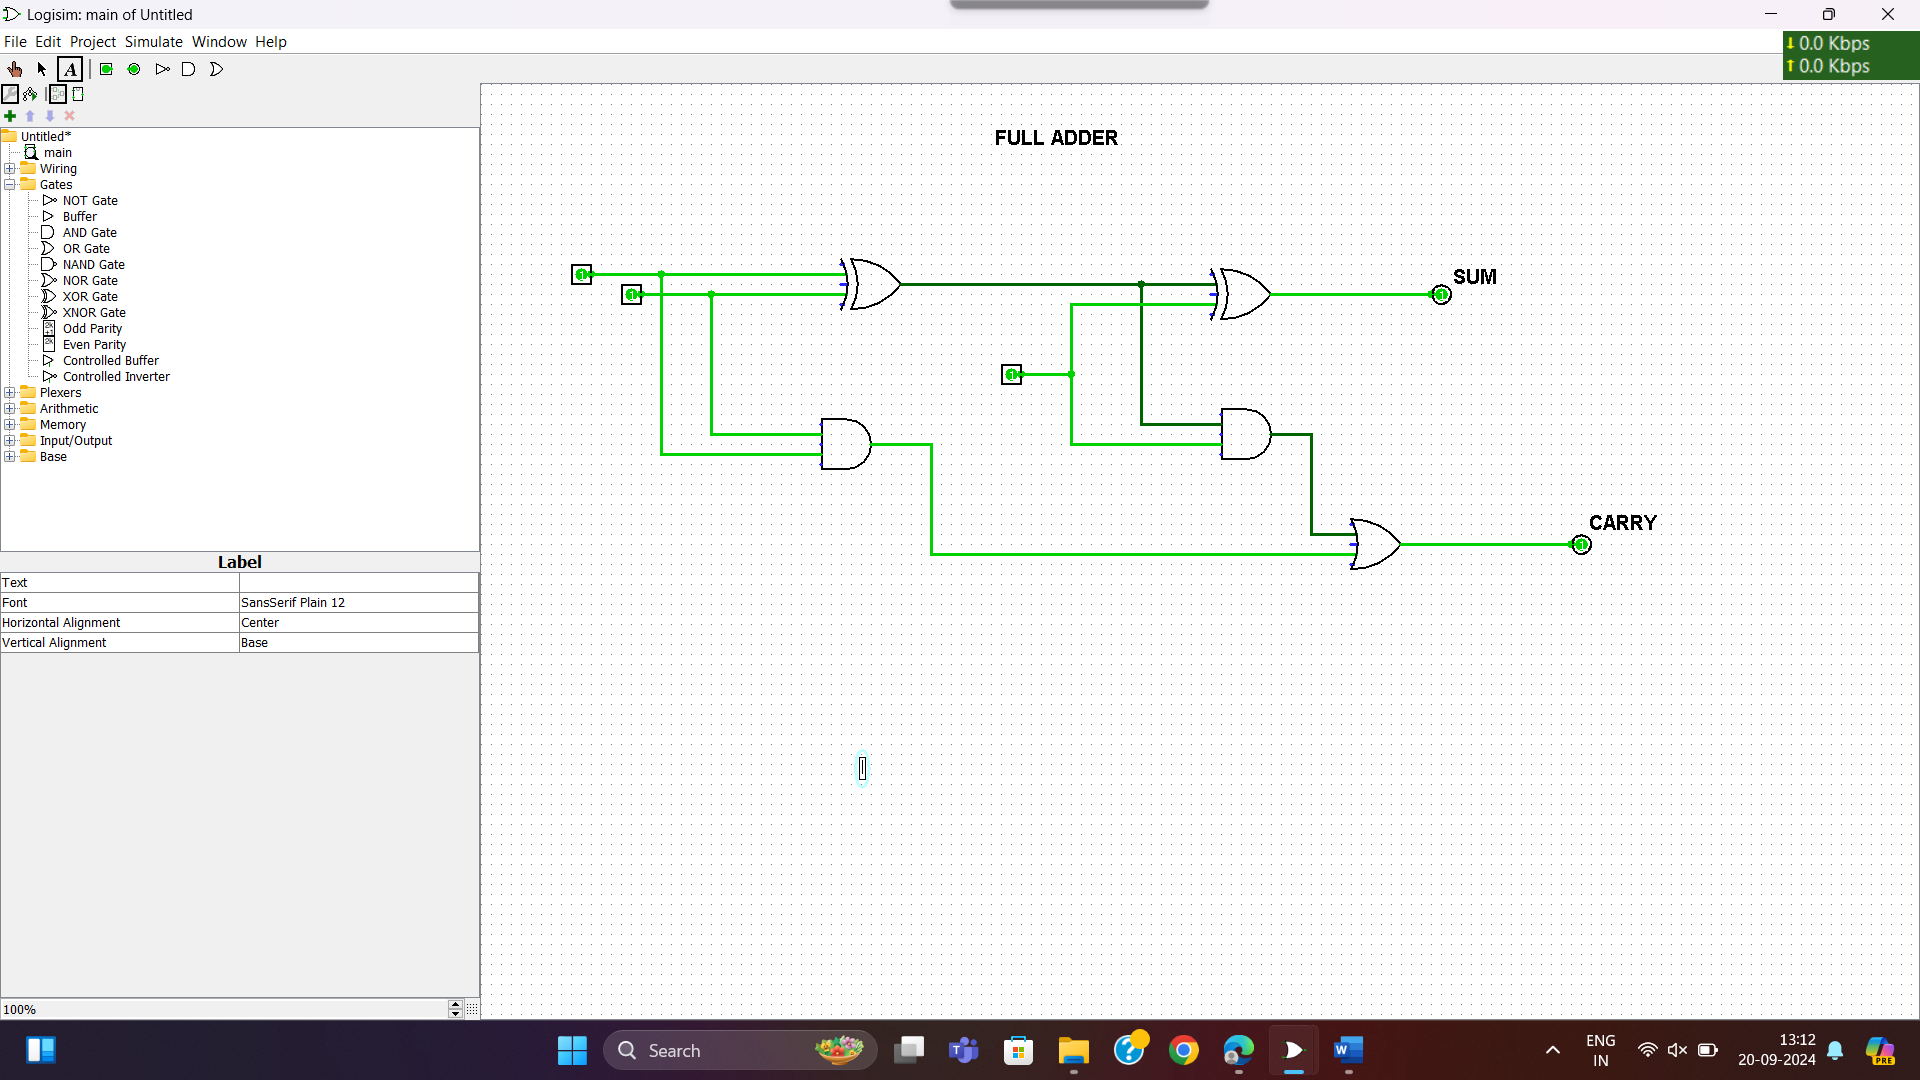 Logisim: main of Untitled
File Edit Project Simulate Window Help
0.0 Kbps
0.0 Kbps
A
Untitled*
main
Wiring
Gates
NOT Gate
Buffer
AND Gate
OR Gate
NAND Gate
NOR Gate
XOR Gate
XNOR Gate
Odd Parity
Even Parity
Controlled Buffer
Controlled Inverter
Plexers
Arithmetic
Memory
Input/Output
Base
Label
Text
Font SansSerif Plain 12
Horizontal Alignment Center
Vertical Alignment Base
100%
FULL ADDER
1
1
SUM
1
1
CARRY
1
Search
ENG
IN
13:12
20-09-2024
PRE